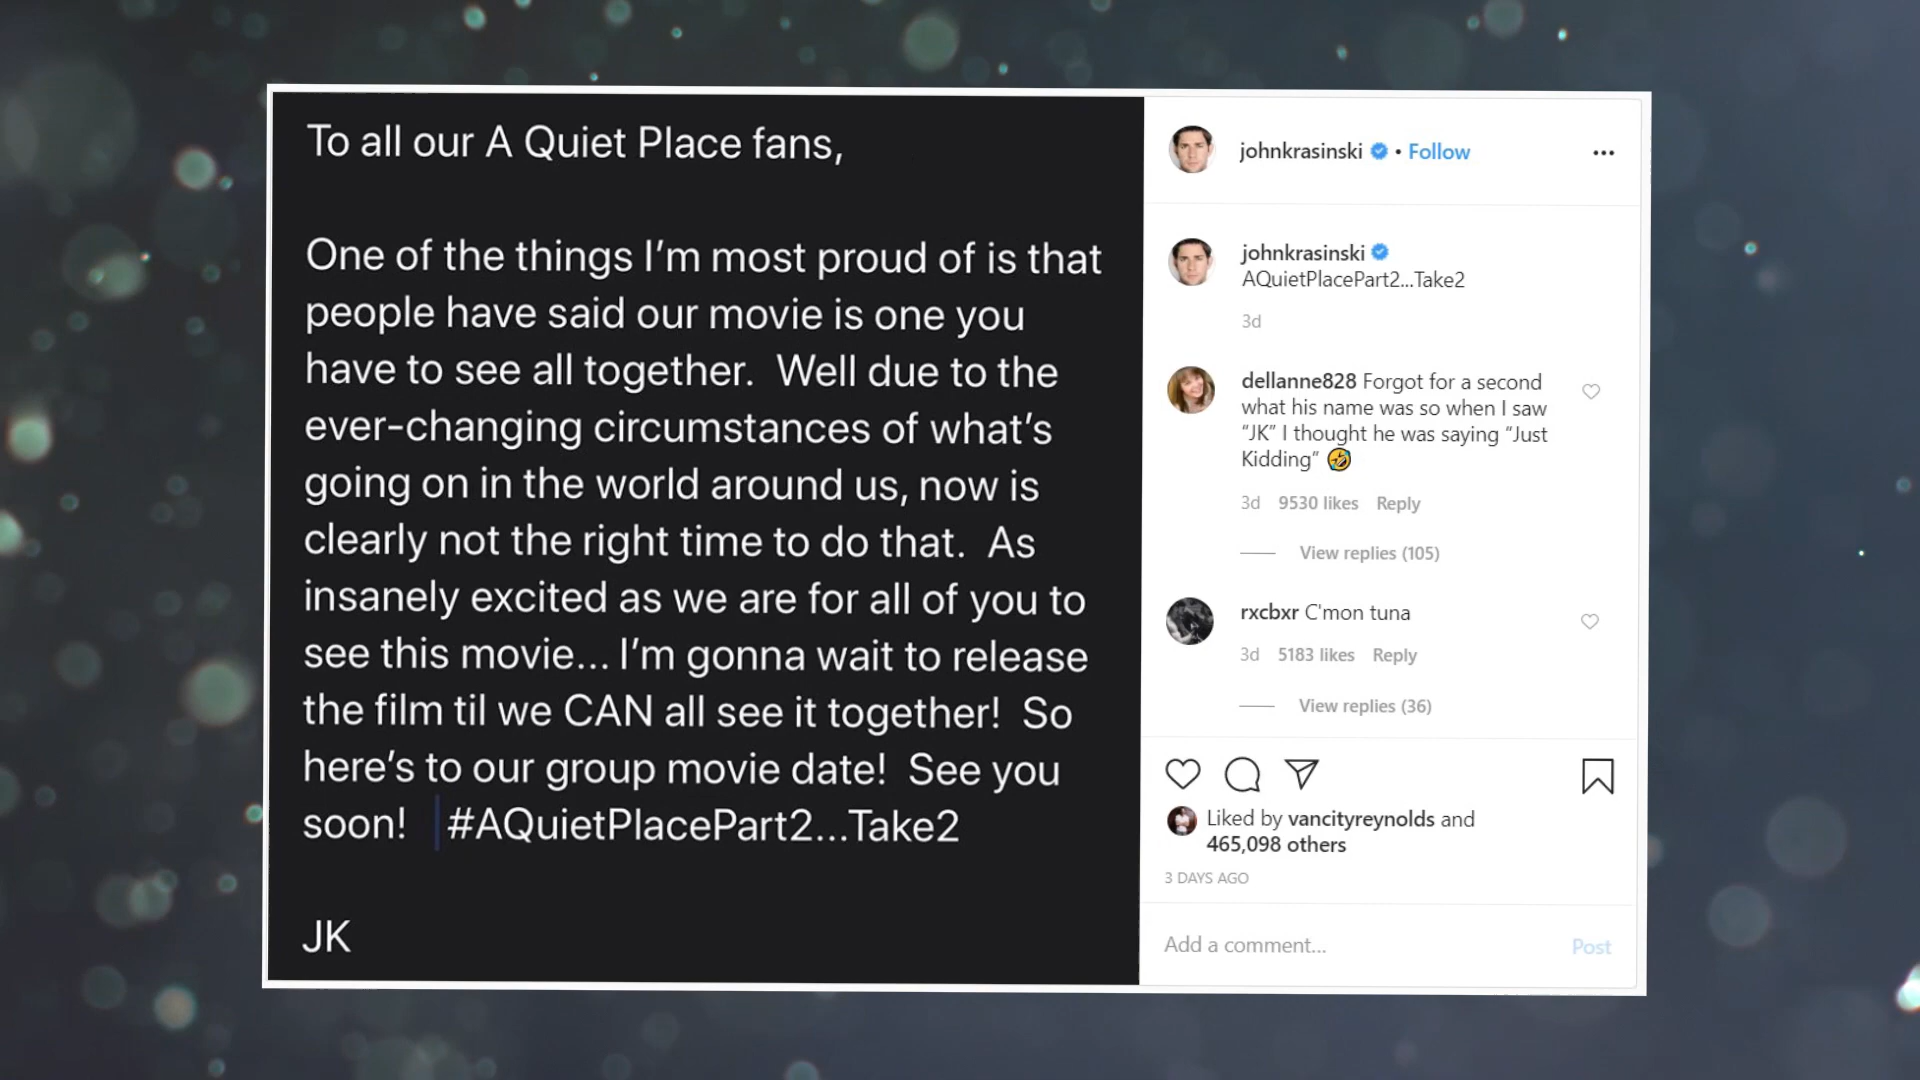 To all our A Quiet Place fans,
One of the things I'm most proud of is that
people have said our movie is one you
have to see all together.  Well due to the
ever-changing circumstances of what's
going on in the world around us, now is
clearly not the right time to do that.  As
insanely excited as we are for all of you to
see this movie... I'm gonna wait to release
the film til we CAN all see it together!  So
here's to our group movie date!  See you
soon!   #AQuietPlacePart2...Take2
JK
johnkrasinski • Follow
johnkrasinski
AQuietPlacePart2...Take2
3d
dellanne828 Forgot for a second
what his name was so when I saw
"JK" I thought he was saying "Just
Kidding" 🤣
3d 9530 likes Reply
View replies (105)
rxcbxr C'mon tuna
3d 5183 likes Reply
View replies (36)
Liked by vancityreynolds and
465,098 others
3 DAYS AGO
Add a comment... Post